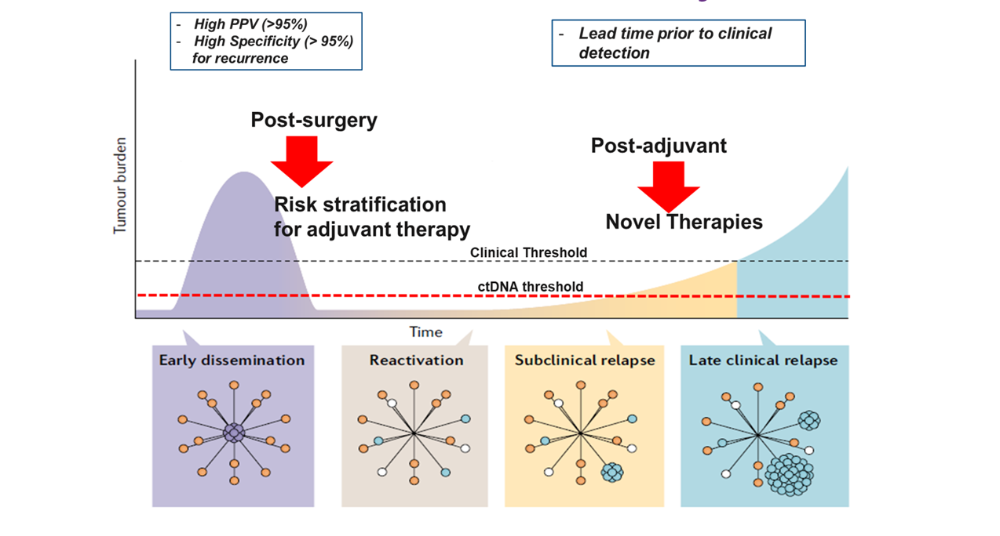 - High PPV (>95%)
- High Specificity (> 95%)
for recurrence
- Lead time prior to clinical
detection
Post-surgery
Risk stratification
for adjuvant therapy
Post-adjuvant
Novel Therapies
Tumour burden
Clinical Threshold
ctDNA threshold
Time
Early dissemination
Reactivation
Subclinical relapse
Late clinical relapse